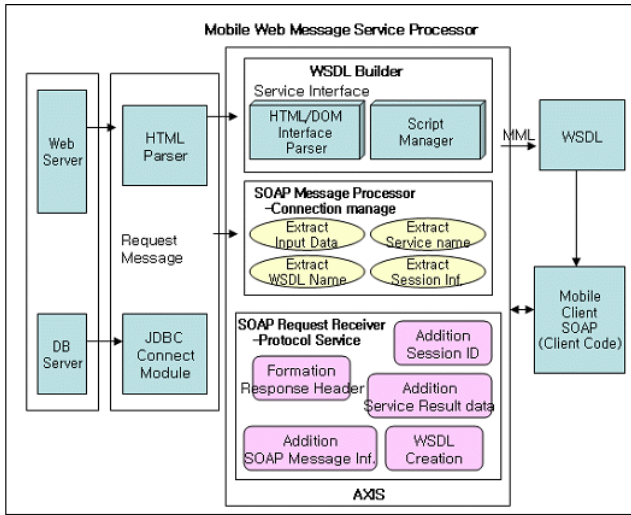 Mobile Web Message Service Processor
Web
Server
DB
Server
HTML
Parser
Request
Message
JDBC
Connect
Module
WSDL Builder
Service Interface
HTML/DOM
Interface
Parser
Script
Manager
SOAP Message Processor
-Connection manage
Extract
Input Data
Extract
Service name
Extract
WSDL Name
Extract
Session Inf.
SOAP Request Receiver
-Protocol Service
Addition
Session ID
Formation
Response Header
Addition
Service Result data
Addition
SOAP Message Inf.
WSDL
Creation
AXIS
MML
WSDL
Mobile
Client
SOAP
(Client Code)